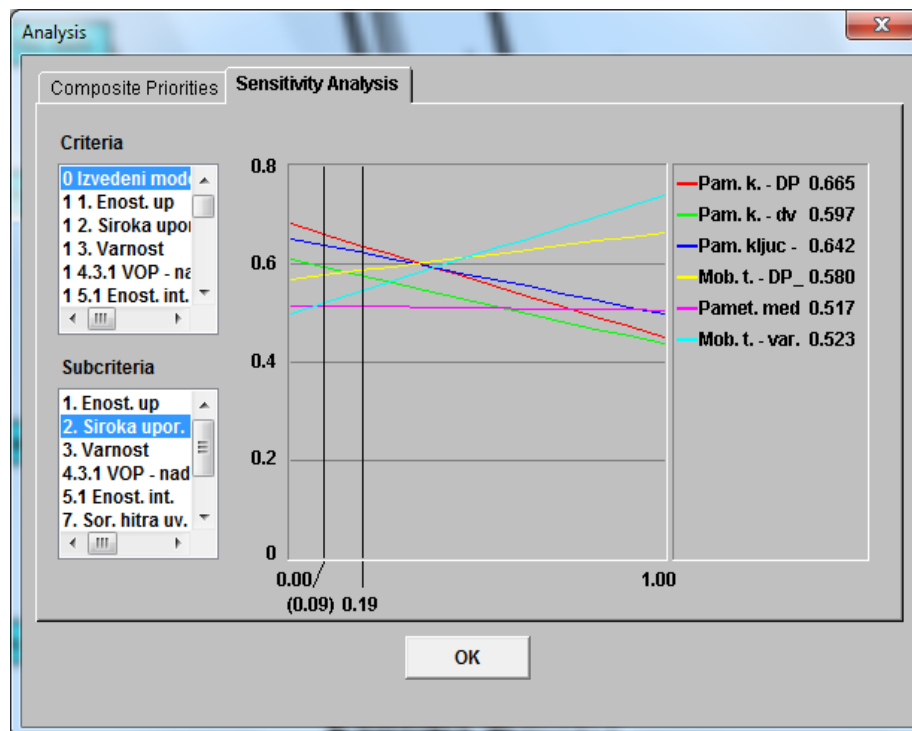 Analysis
Composite Priorities
Sensitivity Analysis
Criteria
0 Izvedeni mode
1 1. Enost. up
1 2. Siroka upor
1 3. Varnost
1 4.3.1 VOP - na
1 5.1 Enost. int.
Subcriteria
1. Enost. up
2. Siroka upor.
3. Varnost
4.3.1 VOP - nad
5.1 Enost. int.
7. Sor. hitra uv.
0.8
0.6
0.4
0.2
0
0.00 1.00
(0.09) 0.19
Pam. k. - DP 0.665
Pam. k. - dv 0.597
Pam. kljuc - 0.642
Mob. t. - DP_ 0.580
Pamet. med 0.517
Mob. t. - var. 0.523
OK